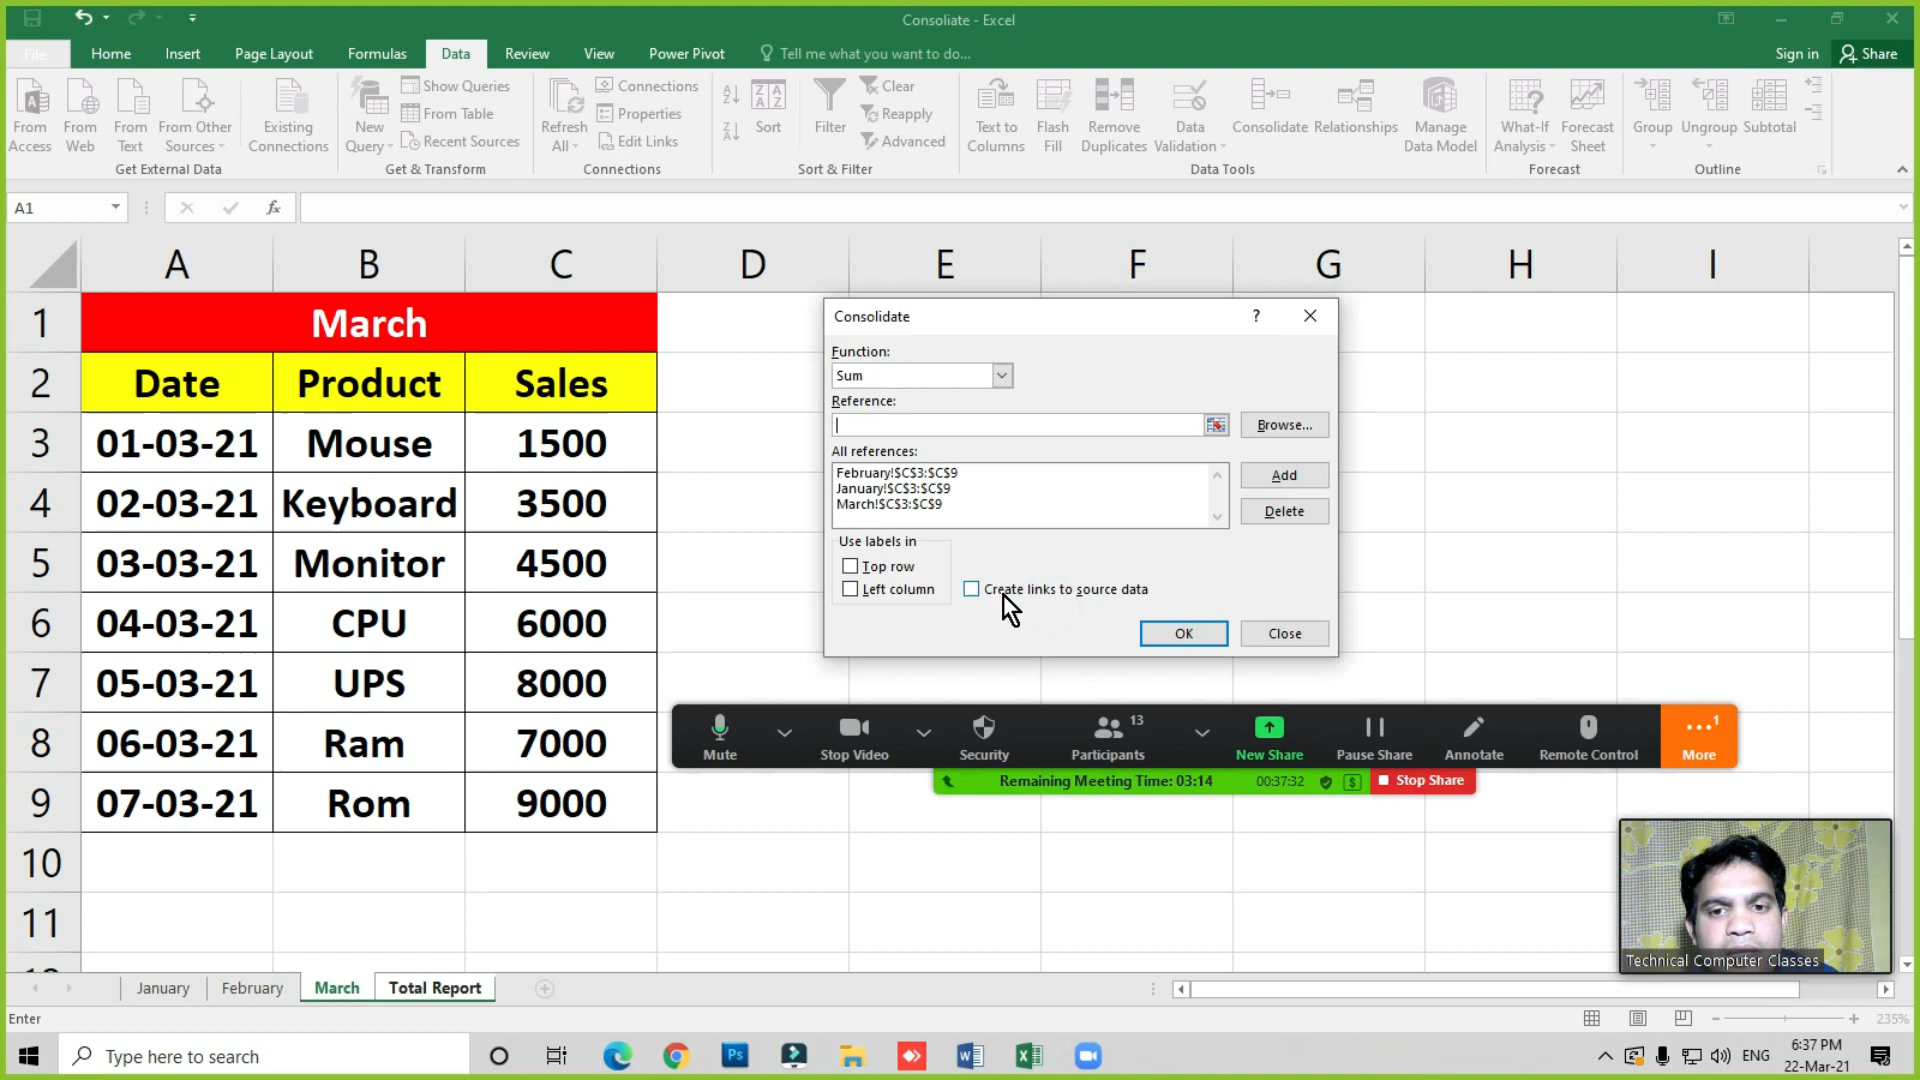 Consoliate - Excel
File Home Insert Page Layout Formulas Data Review View Power Pivot Tell me what you want to do... Sign in Share
From Access
From Web
From Text
From Other Sources
Existing Connections
New Query
Show Queries
From Table
Recent Sources
Refresh All
Connections
Properties
Edit Links
Sort
Filter
Clear
Reapply
Advanced
Text to Columns
Flash Fill
Remove Duplicates
Data Validation
Consolidate
Relationships
Manage Data Model
What-If Analysis
Forecast Sheet
Group
Ungroup
Subtotal
Get External Data Get & Transform Connections Sort & Filter Data Tools Forecast Outline
A1 fx
A B C D E F G H I
1 March
2 Date Product Sales
3 01-03-21 Mouse 1500
4 02-03-21 Keyboard 3500
5 03-03-21 Monitor 4500
6 04-03-21 CPU 6000
7 05-03-21 UPS 8000
8 06-03-21 Ram 7000
9 07-03-21 Rom 9000
10
11
Consolidate ?
Function:
Sum
Reference:
Browse...
All references:
February!$C$3:$C$9
January!$C$3:$C$9
March!$C$3:$C$9
Add
Delete
Use labels in
Top row
Left column
Create links to source data
OK Close
Mute Stop Video Security Participants 13 New Share Pause Share Annotate Remote Control More 1
Remaining Meeting Time: 03:14 00:37:32 $ Stop Share
Technical Computer Classes
January February March Total Report
Enter 235%
Type here to search Ps ENG 6:37 PM
22-Mar-21